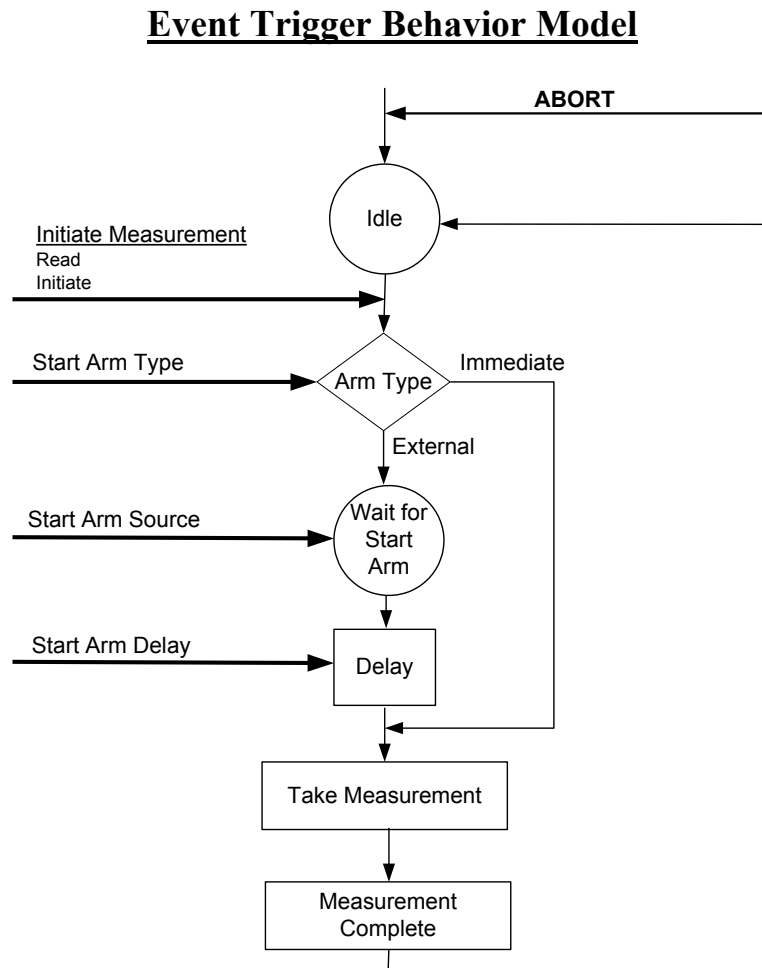 Event Trigger Behavior Model
ABORT
Idle
Initiate Measurement
Read
Initiate
Start Arm Type
Arm Type
Immediate
External
Start Arm Source
Wait for
Start
Arm
Start Arm Delay
Delay
Take Measurement
Measurement
Complete